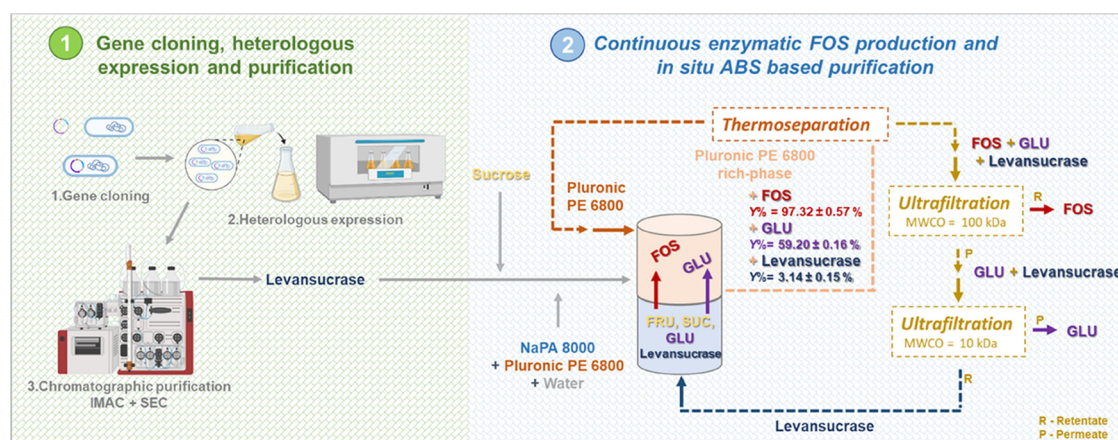 1
Gene cloning, heterologous
expression and purification
1.Gene cloning
2.Heterologous expression
3.Chromatographic purification
IMAC + SEC
Levansucrase
2
Continuous enzymatic FOS production and
in situ ABS based purification
Sucrose
NaPA 8000
+ Pluronic PE 6800
+ Water
Pluronic
PE 6800
Thermoseparation
Pluronic PE 6800
rich-phase
+ FOS
Y% = 97.32 ± 0.57 %
+ GLU
Y%= 59.20 ± 0.16 %
+ Levansucrase
Y%= 3.14 ± 0.15 %
FOS
GLU
FRU, SUC,
GLU
Levansucrase
FOS + GLU
+ Levansucrase
Ultrafiltration
MWCO = 100 kDa
R
FOS
P
GLU + Levansucrase
Ultrafiltration
MWCO = 10 kDa
P
GLU
R
Levansucrase
R - Retentate
P - Permeate